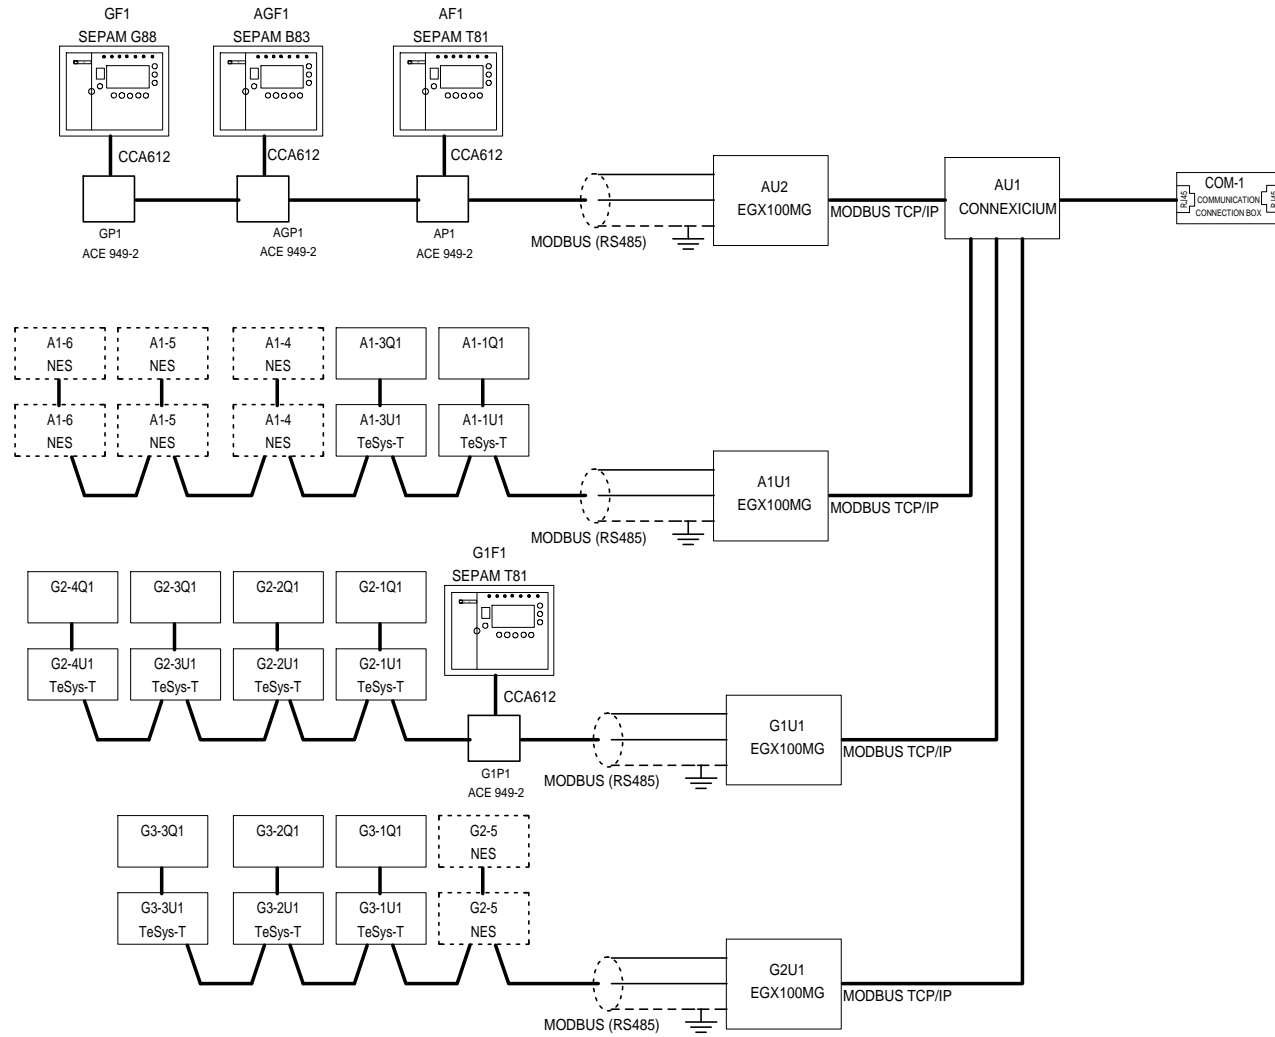 GF1
AGF1
AF1
SEPAM G88
SEPAM B83
SEPAM T81
CCA612
CCA612
CCA612
GP1
ACE 949-2
AGP1
ACE 949-2
AP1
ACE 949-2
MODBUS (RS485)
AU2
EGX100MG
MODBUS TCP/IP
AU1
CONNEXICIUM
COM-1
COMMUNICATION
CONNECTION BOX
RJ45
RJ45
A1-6
NES
A1-5
NES
A1-4
NES
A1-3Q1
A1-1Q1
A1-6
NES
A1-5
NES
A1-4
NES
A1-3U1
TeSys-T
A1-1U1
TeSys-T
MODBUS (RS485)
A1U1
EGX100MG
MODBUS TCP/IP
G1F1
SEPAM T81
G2-4Q1
G2-3Q1
G2-2Q1
G2-1Q1
G2-4U1
TeSys-T
G2-3U1
TeSys-T
G2-2U1
TeSys-T
G2-1U1
TeSys-T
CCA612
G1P1
ACE 949-2
MODBUS (RS485)
G1U1
EGX100MG
MODBUS TCP/IP
G3-3Q1
G3-2Q1
G3-1Q1
G2-5
NES
G3-3U1
TeSys-T
G3-2U1
TeSys-T
G3-1U1
TeSys-T
G2-5
NES
MODBUS (RS485)
G2U1
EGX100MG
MODBUS TCP/IP